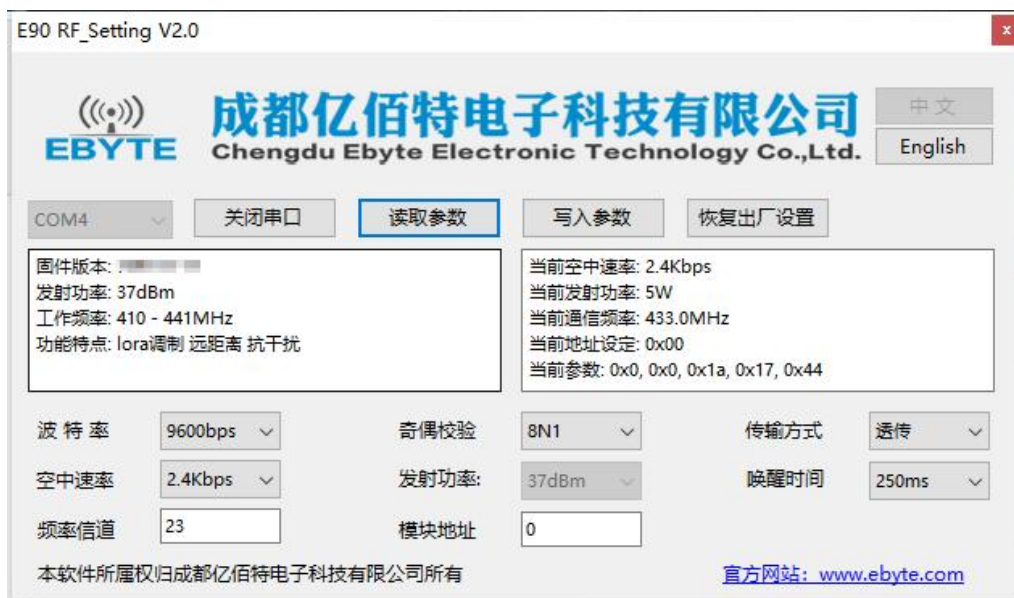 E90 RF_Setting V2.0
x
EBYTE
成都亿佰特电子科技有限公司
Chengdu Ebyte Electronic Technology Co.,Ltd.
中文
English
COM4
关闭串口
读取参数
写入参数
恢复出厂设置
固件版本:
发射功率: 37dBm
工作频率: 410 - 441MHz
功能特点: lora调制 远距离 抗干扰
当前空中速率: 2.4Kbps
当前发射功率: 5W
当前通信频率: 433.0MHz
当前地址设定: 0x00
当前参数: 0x0, 0x0, 0x1a, 0x17, 0x44
波特率 9600bps
奇偶校验 8N1
传输方式 透传
空中速率 2.4Kbps
发射功率: 37dBm
唤醒时间 250ms
频率信道 23
模块地址 0
本软件所属权归成都亿佰特电子科技有限公司所有
官方网站：www.ebyte.com